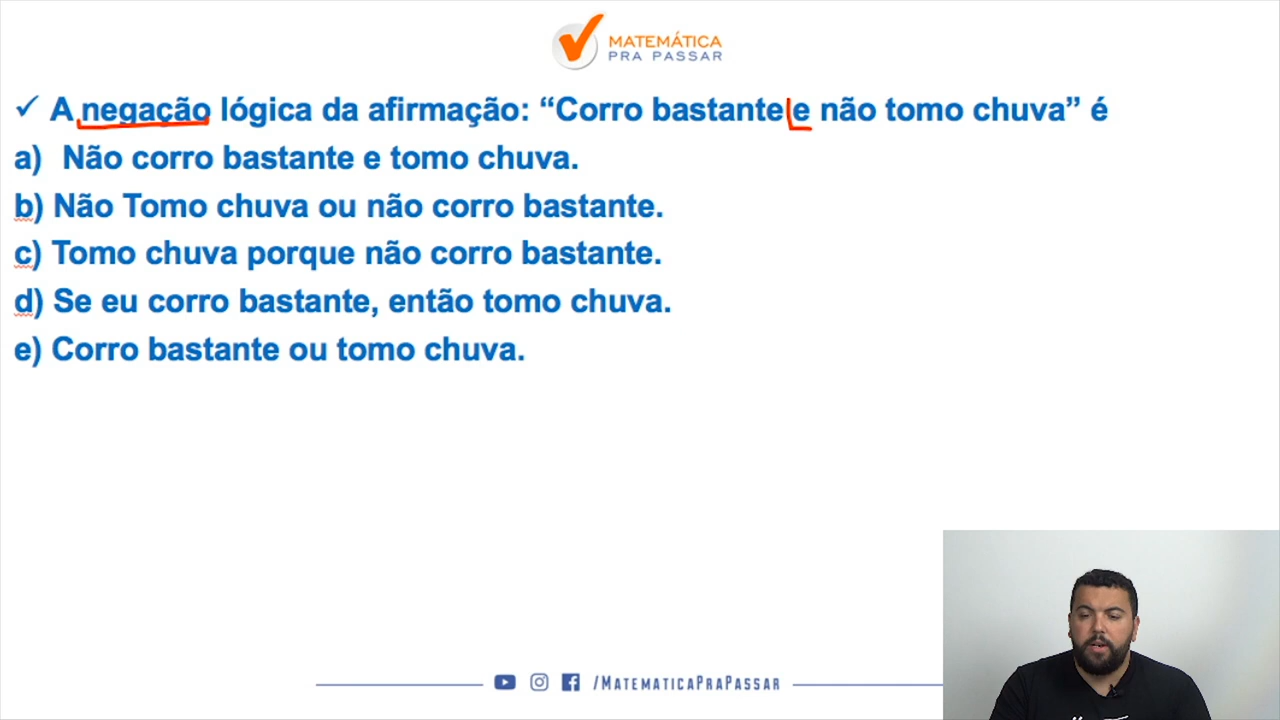 MATEMÁTICA
PRA PASSAR
✓ A negação lógica da afirmação: “Corro bastante e não tomo chuva” é
a) Não corro bastante e tomo chuva.
b) Não Tomo chuva ou não corro bastante.
c) Tomo chuva porque não corro bastante.
d) Se eu corro bastante, então tomo chuva.
e) Corro bastante ou tomo chuva.
/MATEMATICAPRAPASSAR